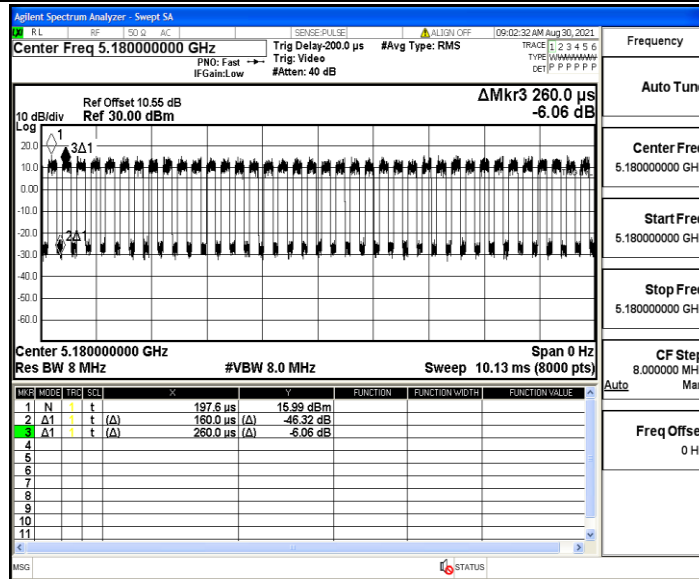 Agilent Spectrum Analyzer - Swept SA
RL RF 50 Ω AC SENSE:PULSE ALIGN OFF 09:02:32 AM Aug 30, 2021
Center Freq 5.180000000 GHz
PNO: Fast
IFGain:Low
Trig Delay-200.0 µs
Trig: Video
#Atten: 40 dB
#Avg Type: RMS
TRACE 1 2 3 4 5 6
TYPE
DET P P P P P P
Frequency
Auto Tune
Center Freq
5.180000000 GH
Start Freq
5.180000000 GH
Stop Freq
5.180000000 GH
CF Step
8.000000 MH
Auto Mar
Freq Offset
0 H
ΔMkr3 260.0 µs
-6.06 dB
10 dB/div
Log
Ref Offset 10.55 dB
Ref 30.00 dBm
20.0
10.0
0.00
-10.0
-20.0
-30.0
-40.0
-50.0
-60.0
1
3Δ1
2Δ1
Center 5.180000000 GHz Span 0 Hz
Res BW 8 MHz #VBW 8.0 MHz Sweep 10.13 ms (8000 pts)
MKR MODE TRC SCL X Y FUNCTION FUNCTION WIDTH FUNCTION VALUE
1 N 1 t 197.6 µs 15.99 dBm
2 Δ1 1 t (Δ) 160.0 µs (Δ) -46.32 dB
3 Δ1 1 t (Δ) 260.0 µs (Δ) -6.06 dB
4
5
6
7
8
9
10
11
MSG STATUS